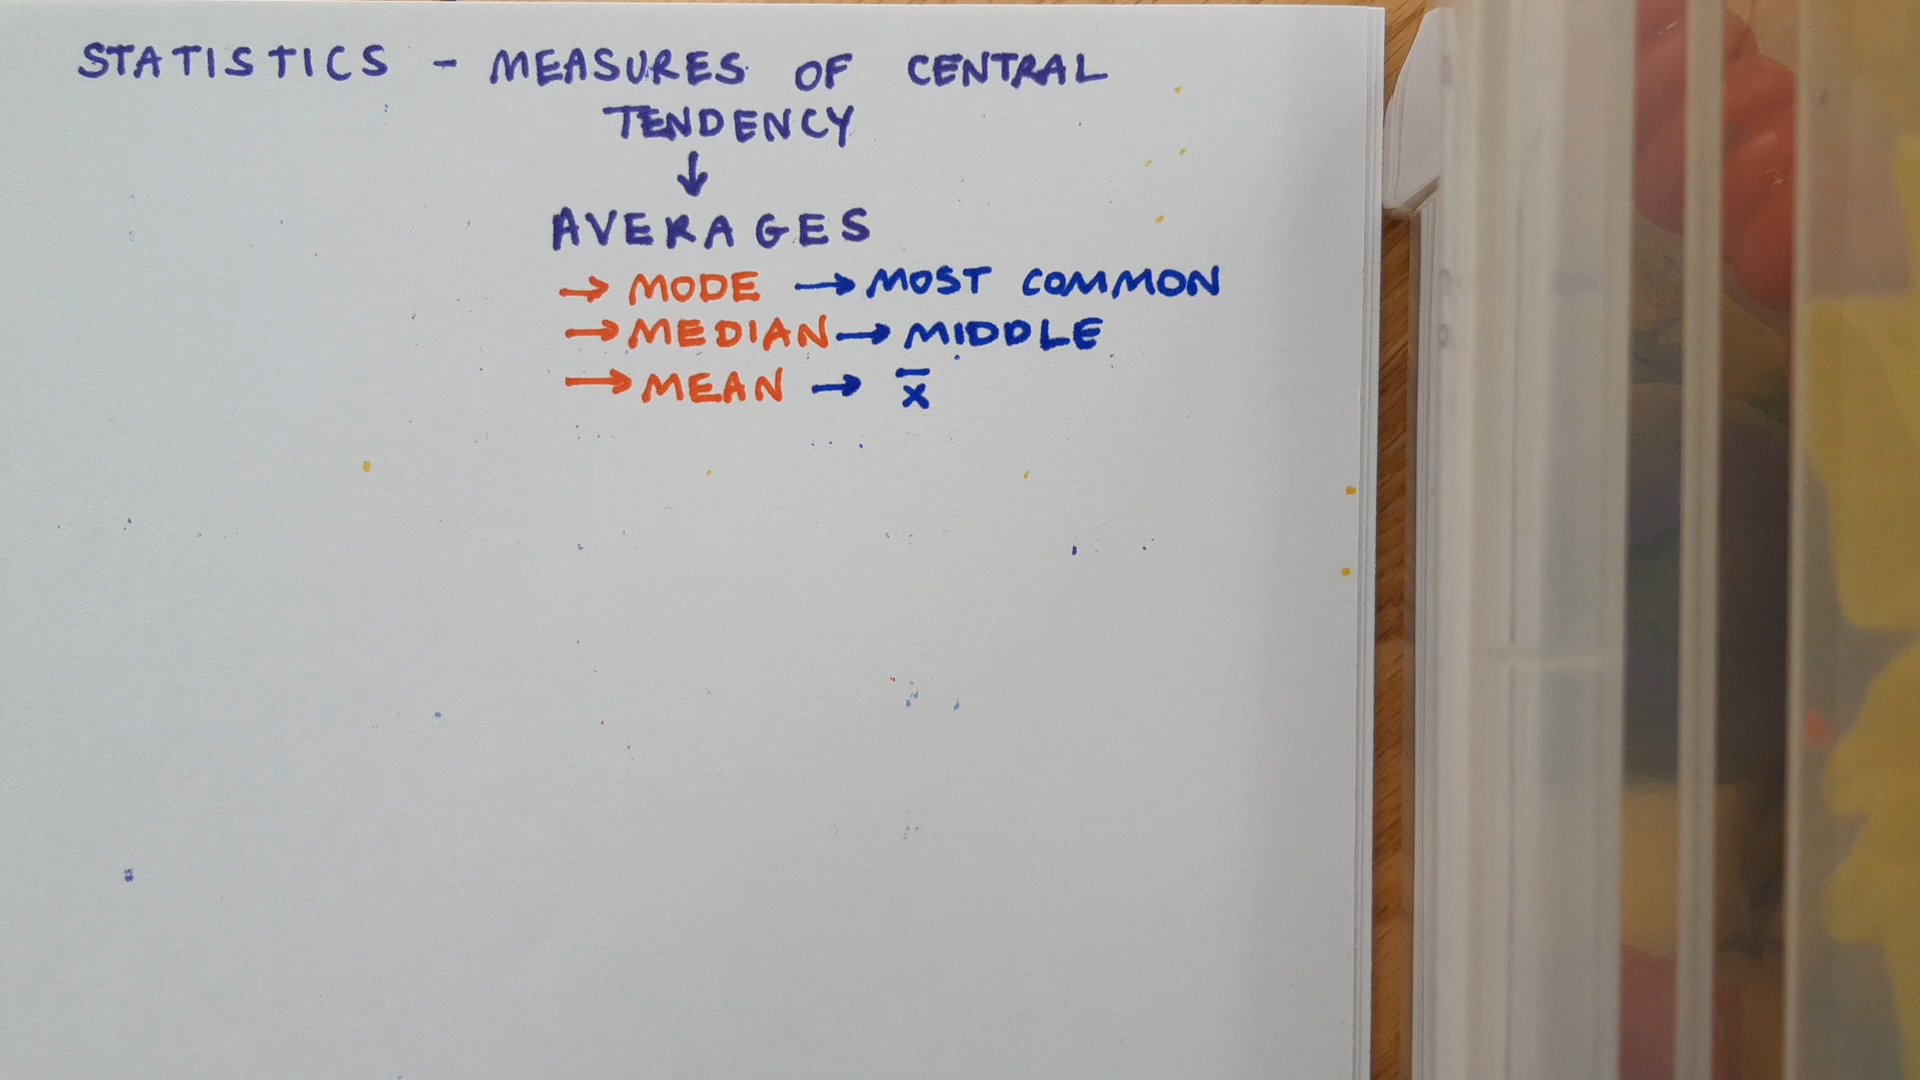 STATISTICS - MEASURES OF CENTRAL
TENDENCY
↓
AVERAGES
→ MODE → MOST COMMON
→ MEDIAN → MIDDLE
→ MEAN → x̄